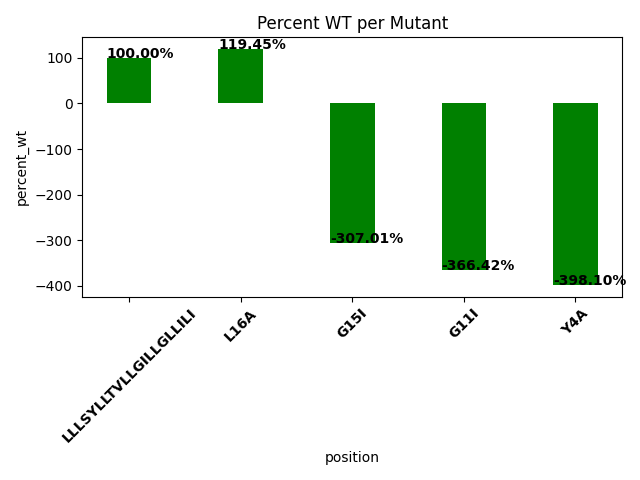 Percent WT per Mutant
percent_wt
100
0
−100
−200
−300
−400
100.00%
119.45%
-307.01%
-366.42%
-398.10%
LLLSYLLTVLLGILLGLLILI
L16A
G15I
G11I
Y4A
position